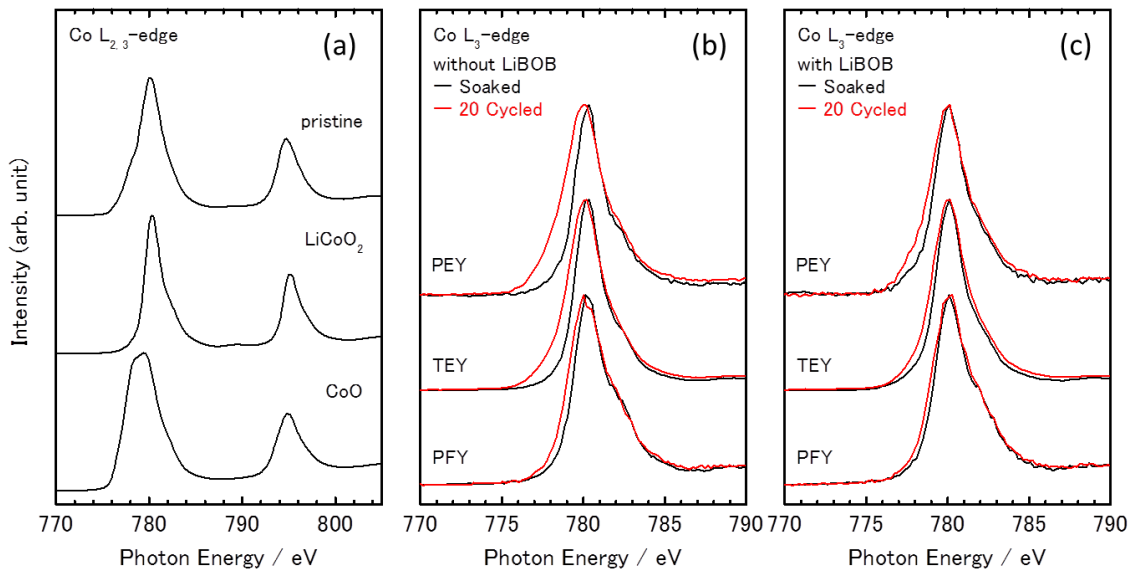 Intensity (arb. unit)
Co L2,3-edge
(a)
pristine
LiCoO2
CoO
770 780 790 800
Photon Energy / eV
Co L3-edge
(b)
without LiBOB
Soaked
20 Cycled
PEY
TEY
PFY
770 775 780 785 790
Photon Energy / eV
Co L3-edge
(c)
with LiBOB
Soaked
20 Cycled
PEY
TEY
PFY
770 775 780 785 790
Photon Energy / eV